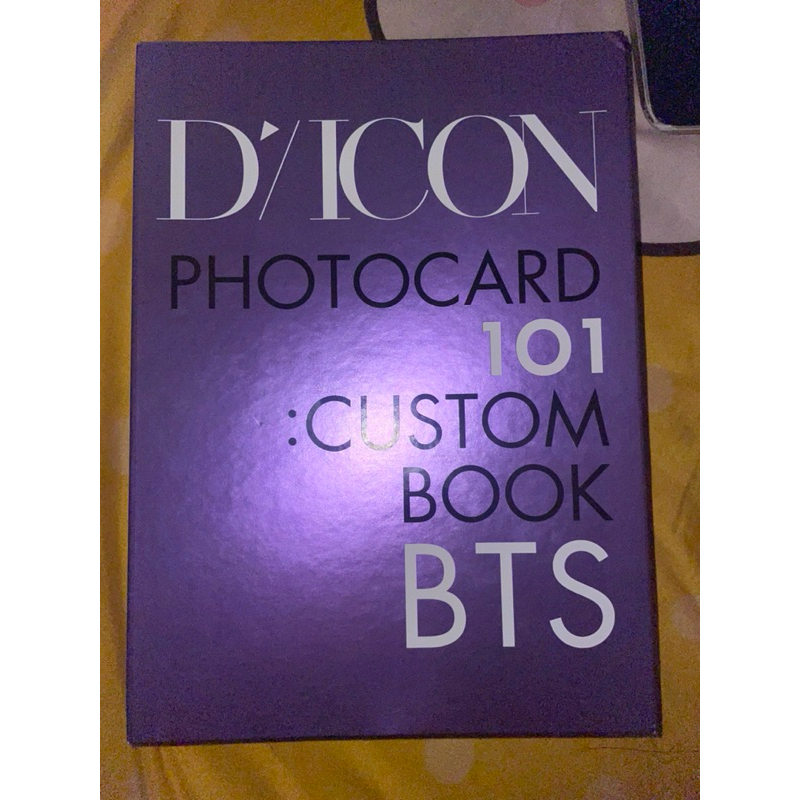 D'/ICON
PHOTOCARD
101
:CUSTOM
BOOK
BTS